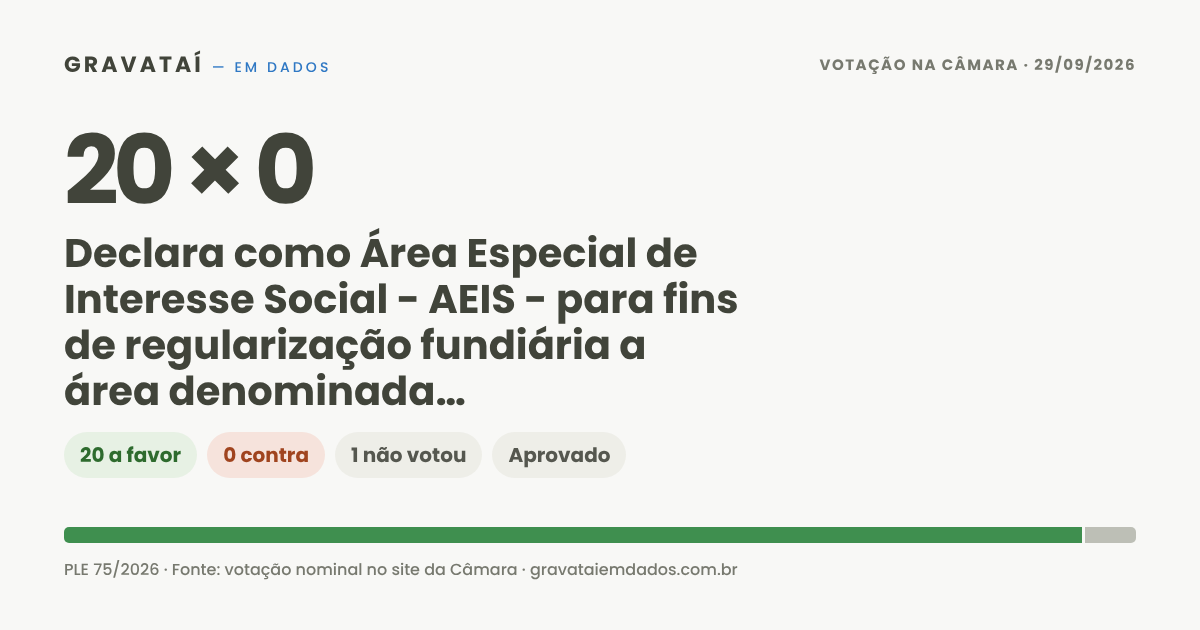 GRAVATAÍ — EM DADOS
VOTAÇÃO NA CÂMARA · 29/09/2026
20 × 0
Declara como Área Especial de
Interesse Social - AEIS - para fins
de regularização fundiária a
área denominada...
20 a favor
0 contra
1 não votou
Aprovado
PLE 75/2026 · Fonte: votação nominal no site da Câmara · gravataiemdados.com.br